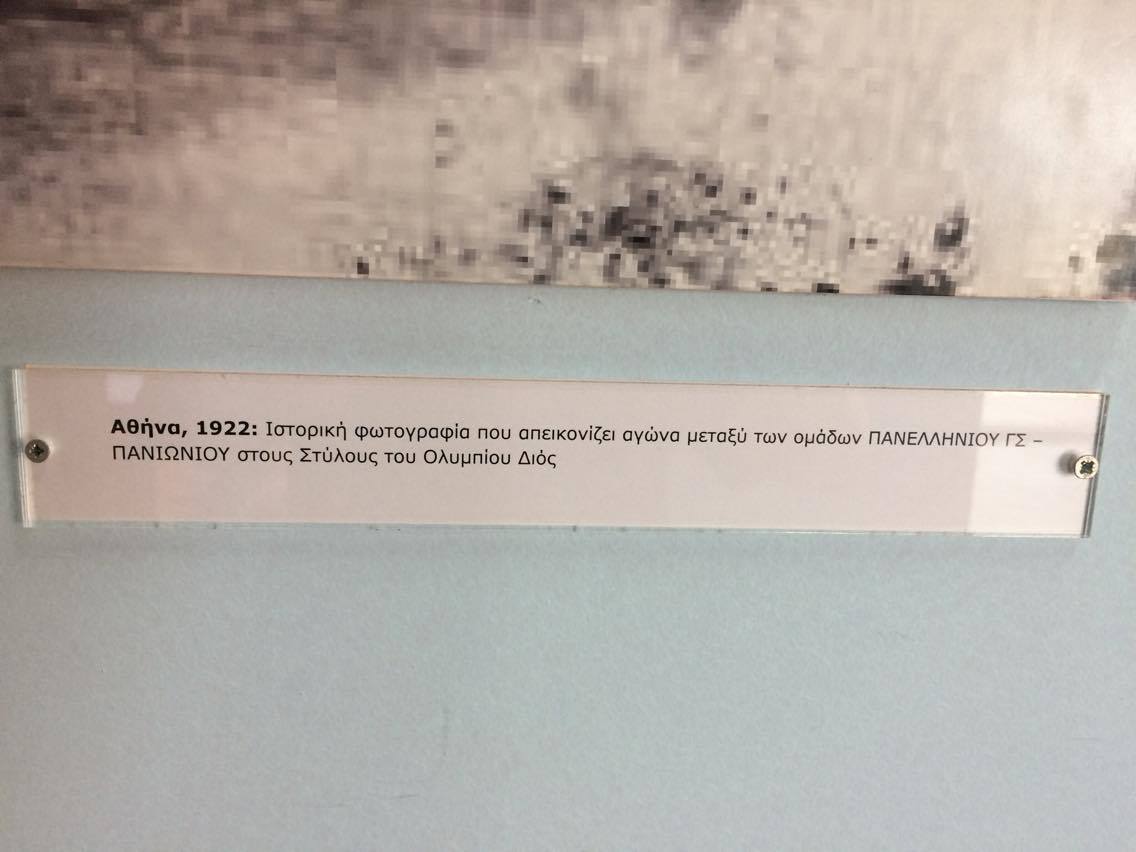 Αθήνα, 1922: Ιστορική φωτογραφία που απεικονίζει αγώνα μεταξύ των ομάδων ΠΑΝΕΛΛΗΝΙΟΥ ΓΣ –
ΠΑΝΙΩΝΙΟΥ στους Στύλους του Ολυμπίου Διός